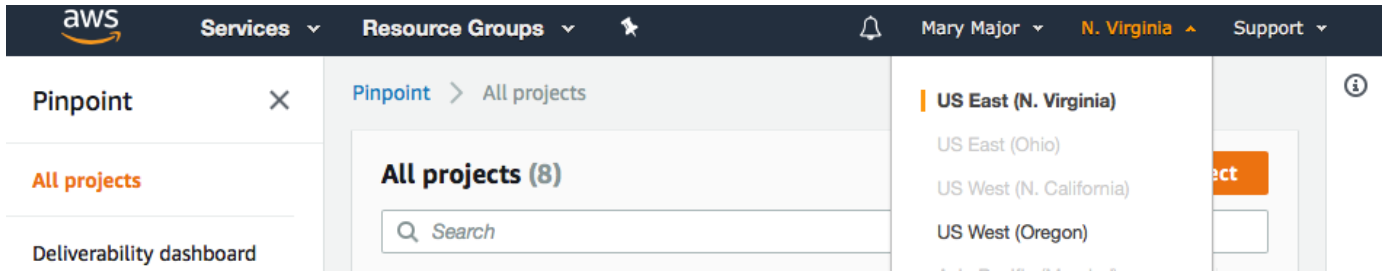 aws Services Resource Groups Mary Major N. Virginia Support
Pinpoint
All projects
Deliverability dashboard
Pinpoint > All projects
All projects (8)
Search
ect
US East (N. Virginia)
US East (Ohio)
US West (N. California)
US West (Oregon)